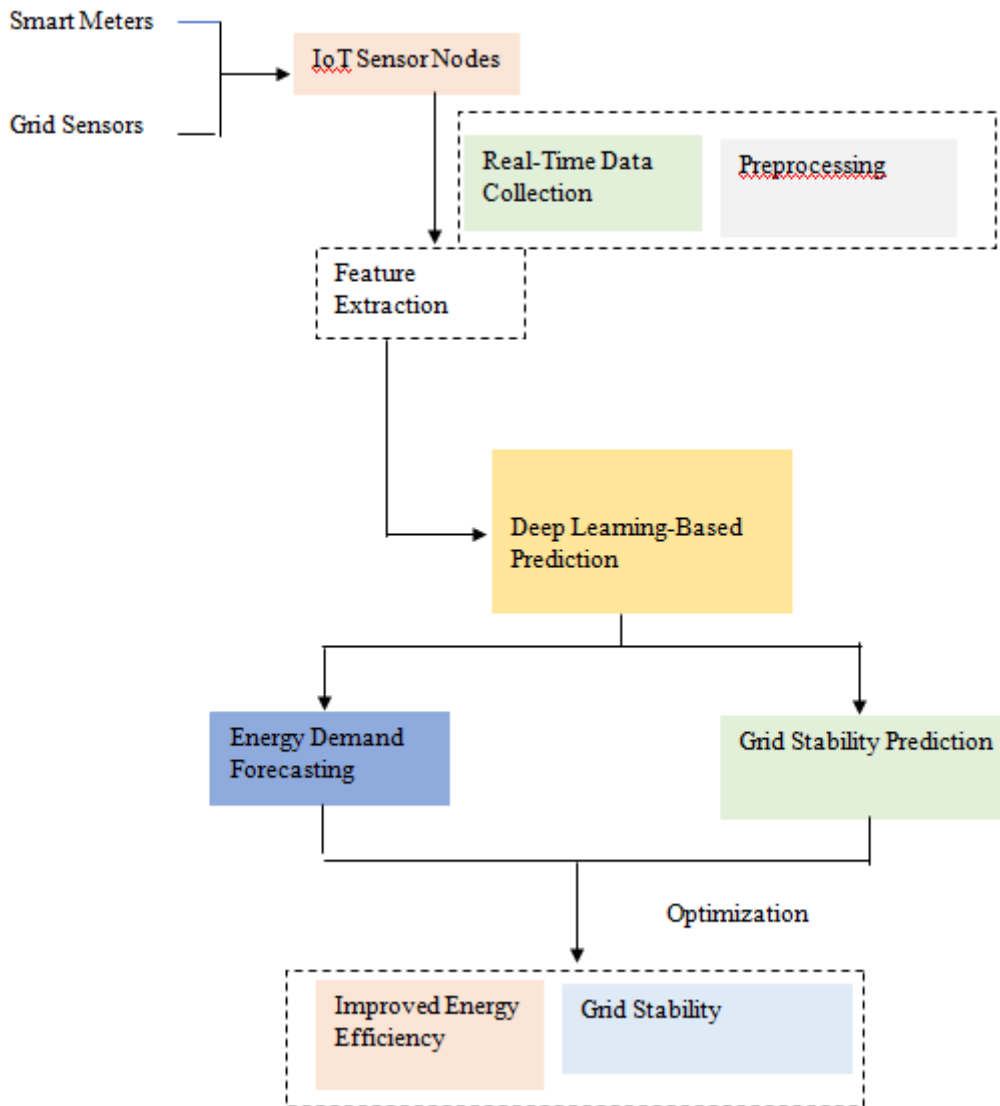 Smart Meters
IoT Sensor Nodes
Grid Sensors
Real-Time Data
Collection
Preprocessing
Feature
Extraction
Deep Learning-Based
Prediction
Energy Demand
Forecasting
Grid Stability Prediction
Optimization
Improved Energy
Efficiency
Grid Stability